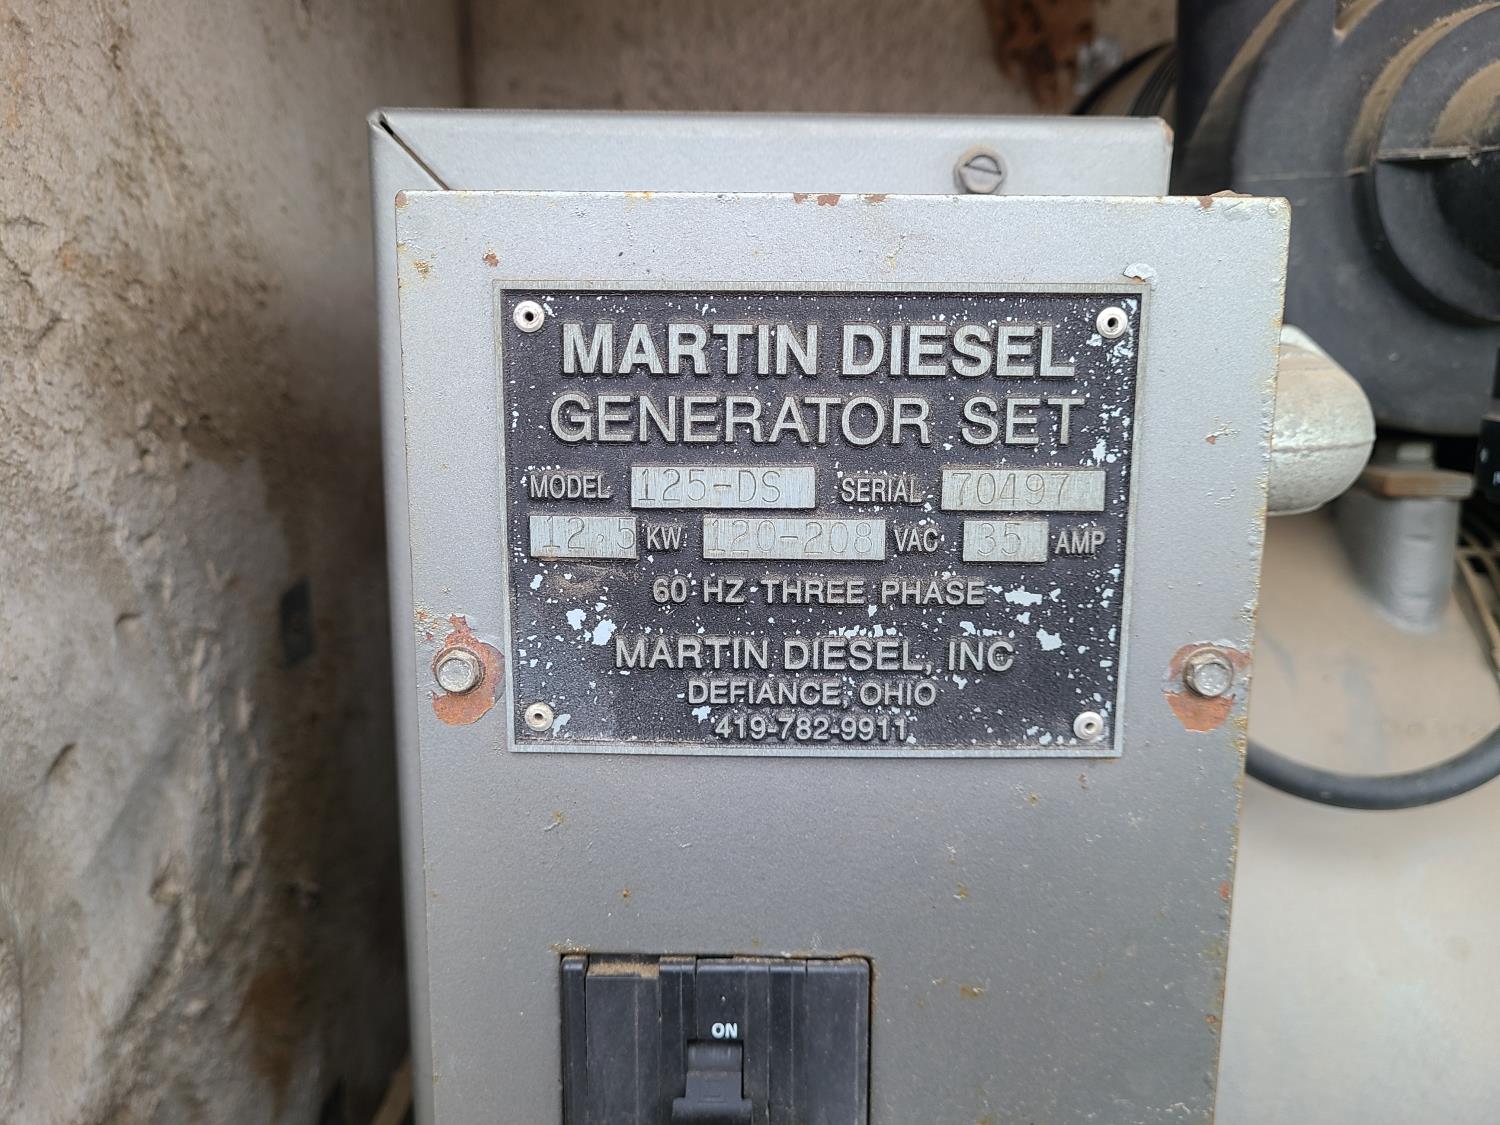 MARTIN DIESEL
GENERATOR SET
MODEL 125-DS SERIAL 70497
12.5 KW 120-208 VAC 35 AMP
60 HZ THREE PHASE
MARTIN DIESEL, INC
DEFIANCE, OHIO
419-782-9911
ON